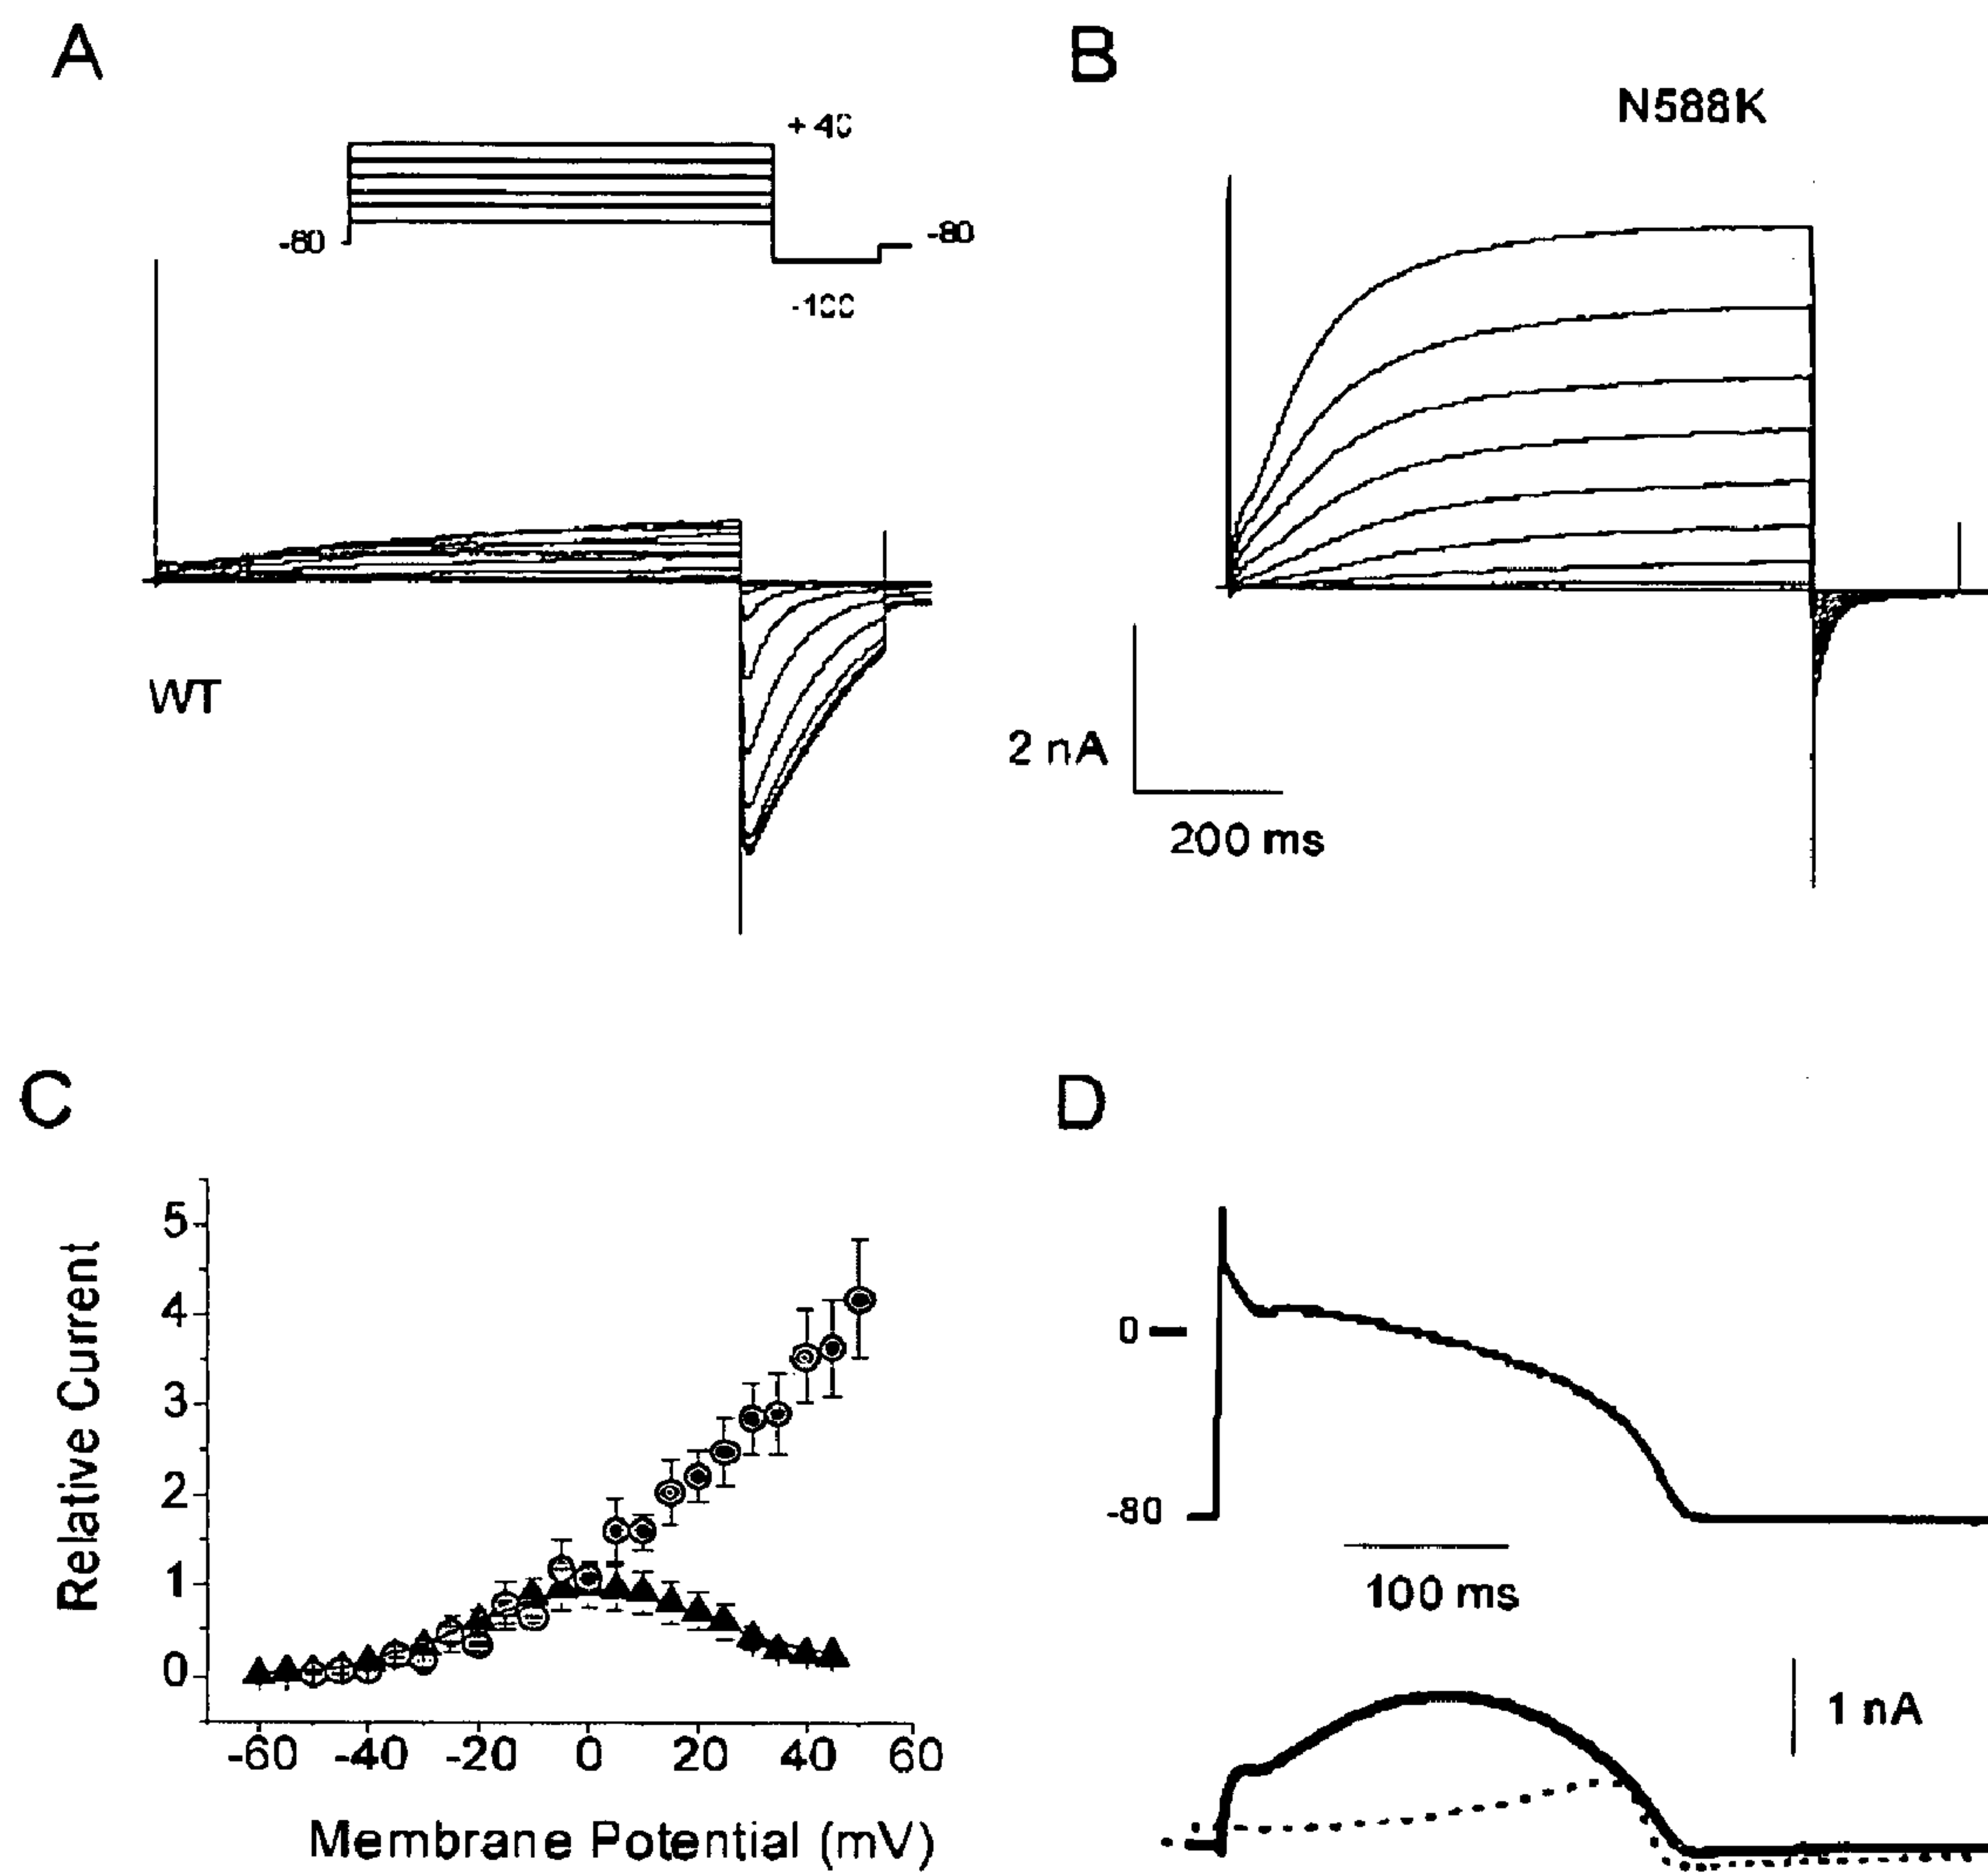 A
+40
-60
-80
-100
WT
B
N588K
2 nA
200 ms
C
Relative Current
5
4
3
2
1
0
-60 -40 -20 0 20 40 60
Membrane Potential (mV)
D
0
-80
100 ms
1 nA